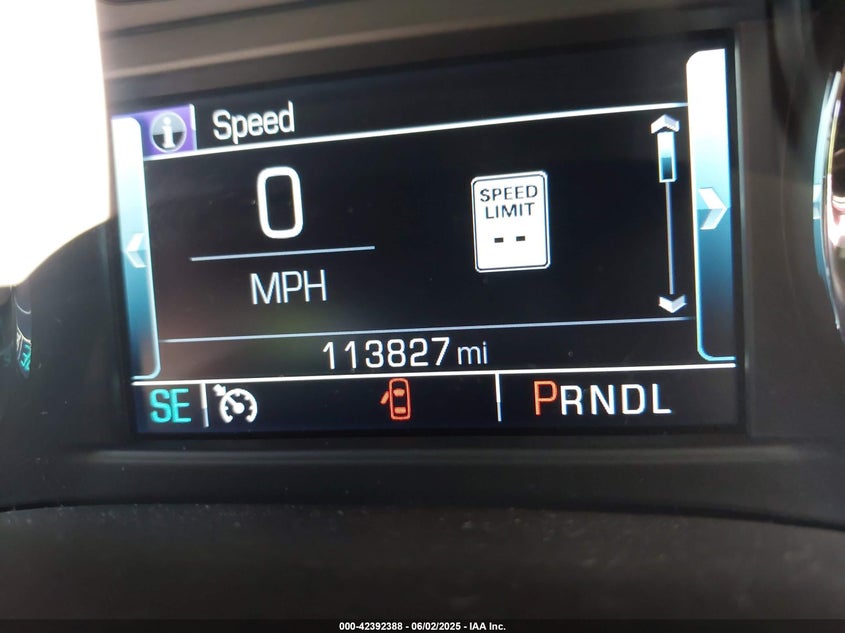 i Speed
0
MPH
SPEED
LIMIT
--
113827 mi
SE
PRNDL
000-42392388 - 06/02/2025 - IAA Inc.